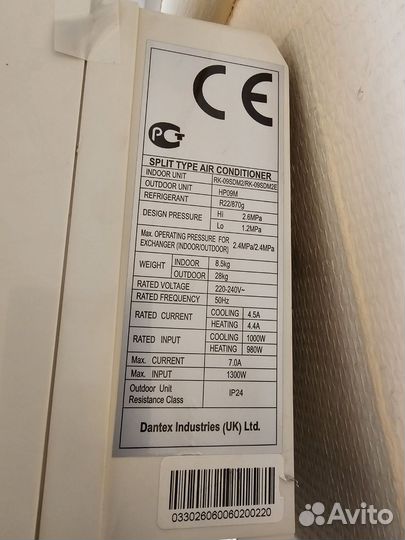 CE
PCT
SPLIT TYPE AIR CONDITIONER
INDOOR UNIT RK-09SDM2/RK-09SDM2E
OUTDOOR UNIT HP09M
REFRIGERANT R22/870g
DESIGN PRESSURE Hi 2.6MPa
Lo 1.2MPa
Max. OPERATING PRESSURE FOR
EXCHANGER (INDOOR/OUTDOOR) 2.4MPa/2.4MPa
WEIGHT INDOOR 8.5kg
OUTDOOR 28kg
RATED VOLTAGE 220-240V~
RATED FREQUENCY 50Hz
RATED CURRENT COOLING 4.5A
HEATING 4.4A
RATED INPUT COOLING 1000W
HEATING 980W
Max. CURRENT 7.0A
Max. INPUT 1300W
Outdoor Unit
Resistance Class IP24
Dantex Industries (UK) Ltd.
033026060060200220
Avito